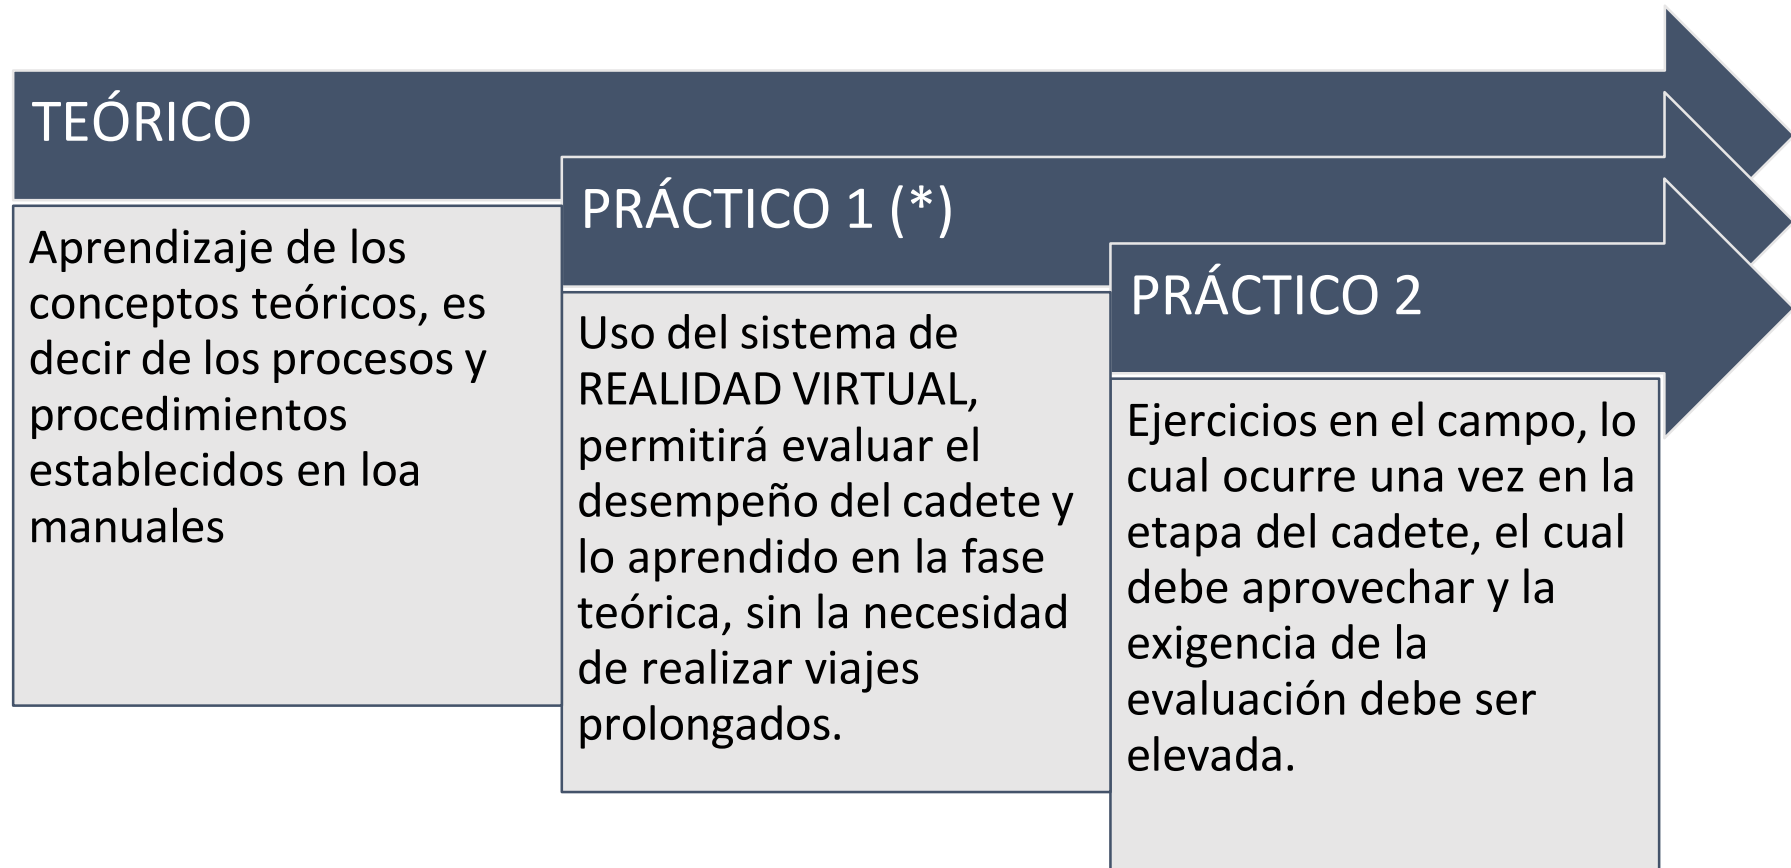 TEÓRICO
Aprendizaje de los
conceptos teóricos, es
decir de los procesos y
procedimientos
establecidos en loa
manuales
PRÁCTICO 1 (*)
Uso del sistema de
REALIDAD VIRTUAL,
permitirá evaluar el
desempeño del cadete y
lo aprendido en la fase
teórica, sin la necesidad
de realizar viajes
prolongados.
PRÁCTICO 2
Ejercicios en el campo, lo
cual ocurre una vez en la
etapa del cadete, el cual
debe aprovechar y la
exigencia de la
evaluación debe ser
elevada.